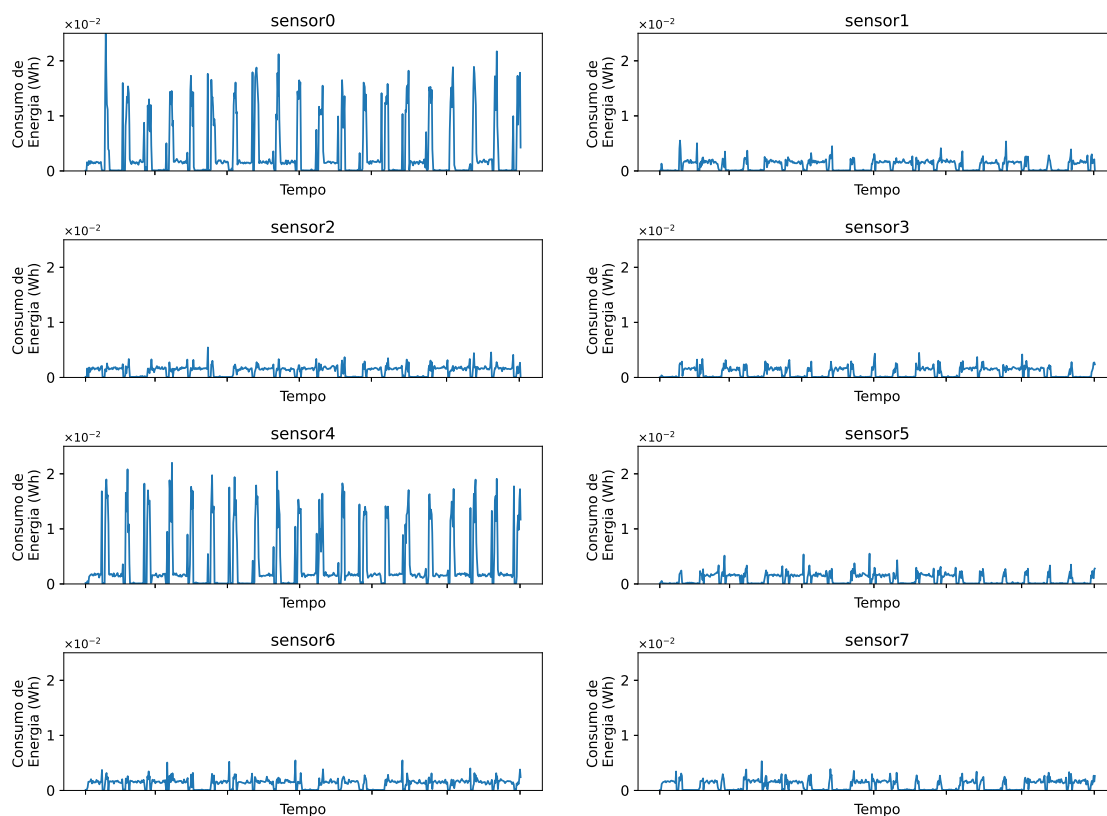 sensor0
×10⁻²
2
1
0
Consumo de
Energia (Wh)
Tempo
sensor1
×10⁻²
2
1
0
Consumo de
Energia (Wh)
Tempo
sensor2
×10⁻²
2
1
0
Consumo de
Energia (Wh)
Tempo
sensor3
×10⁻²
2
1
0
Consumo de
Energia (Wh)
Tempo
sensor4
×10⁻²
2
1
0
Consumo de
Energia (Wh)
Tempo
sensor5
×10⁻²
2
1
0
Consumo de
Energia (Wh)
Tempo
sensor6
×10⁻²
2
1
0
Consumo de
Energia (Wh)
Tempo
sensor7
×10⁻²
2
1
0
Consumo de
Energia (Wh)
Tempo